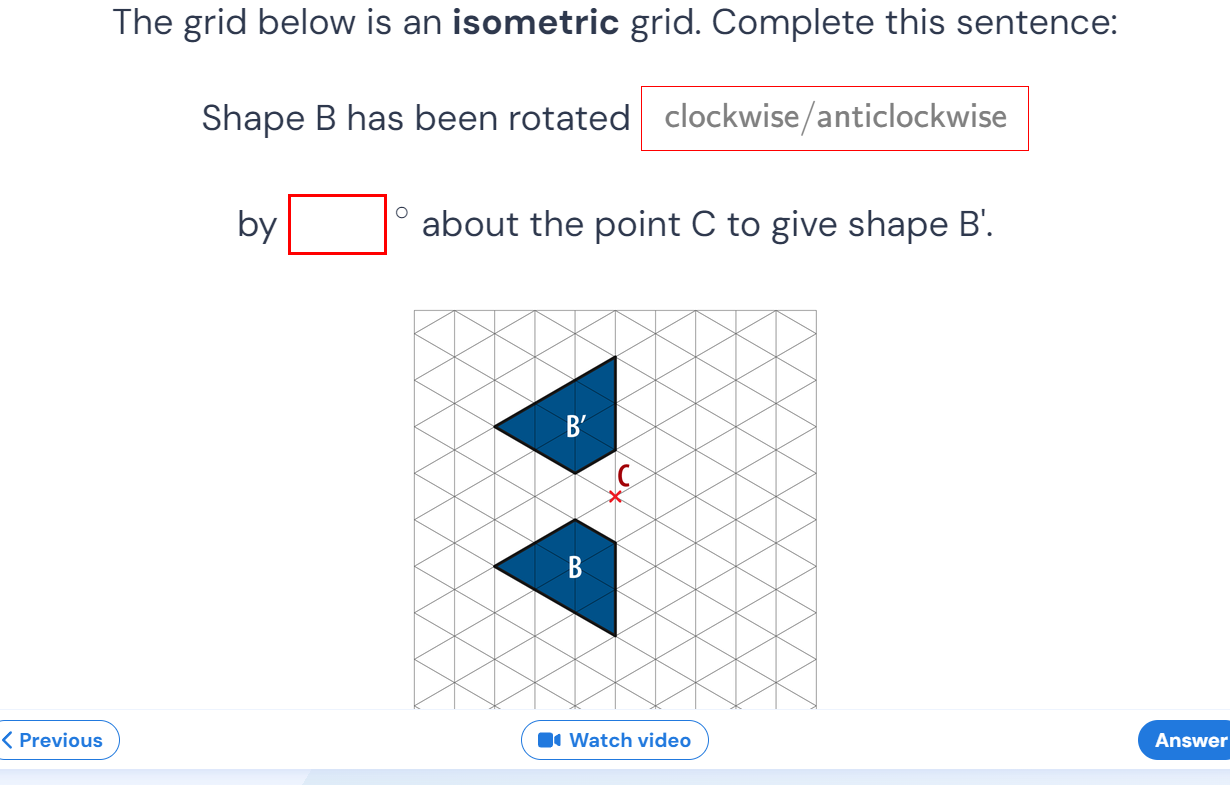 The grid below is an isometric grid. Complete this sentence:
Shape B has been rotated clockwise/anticlockwise
by ° about the point C to give shape B'.
B′
C
B
Previous
Watch video
Answer